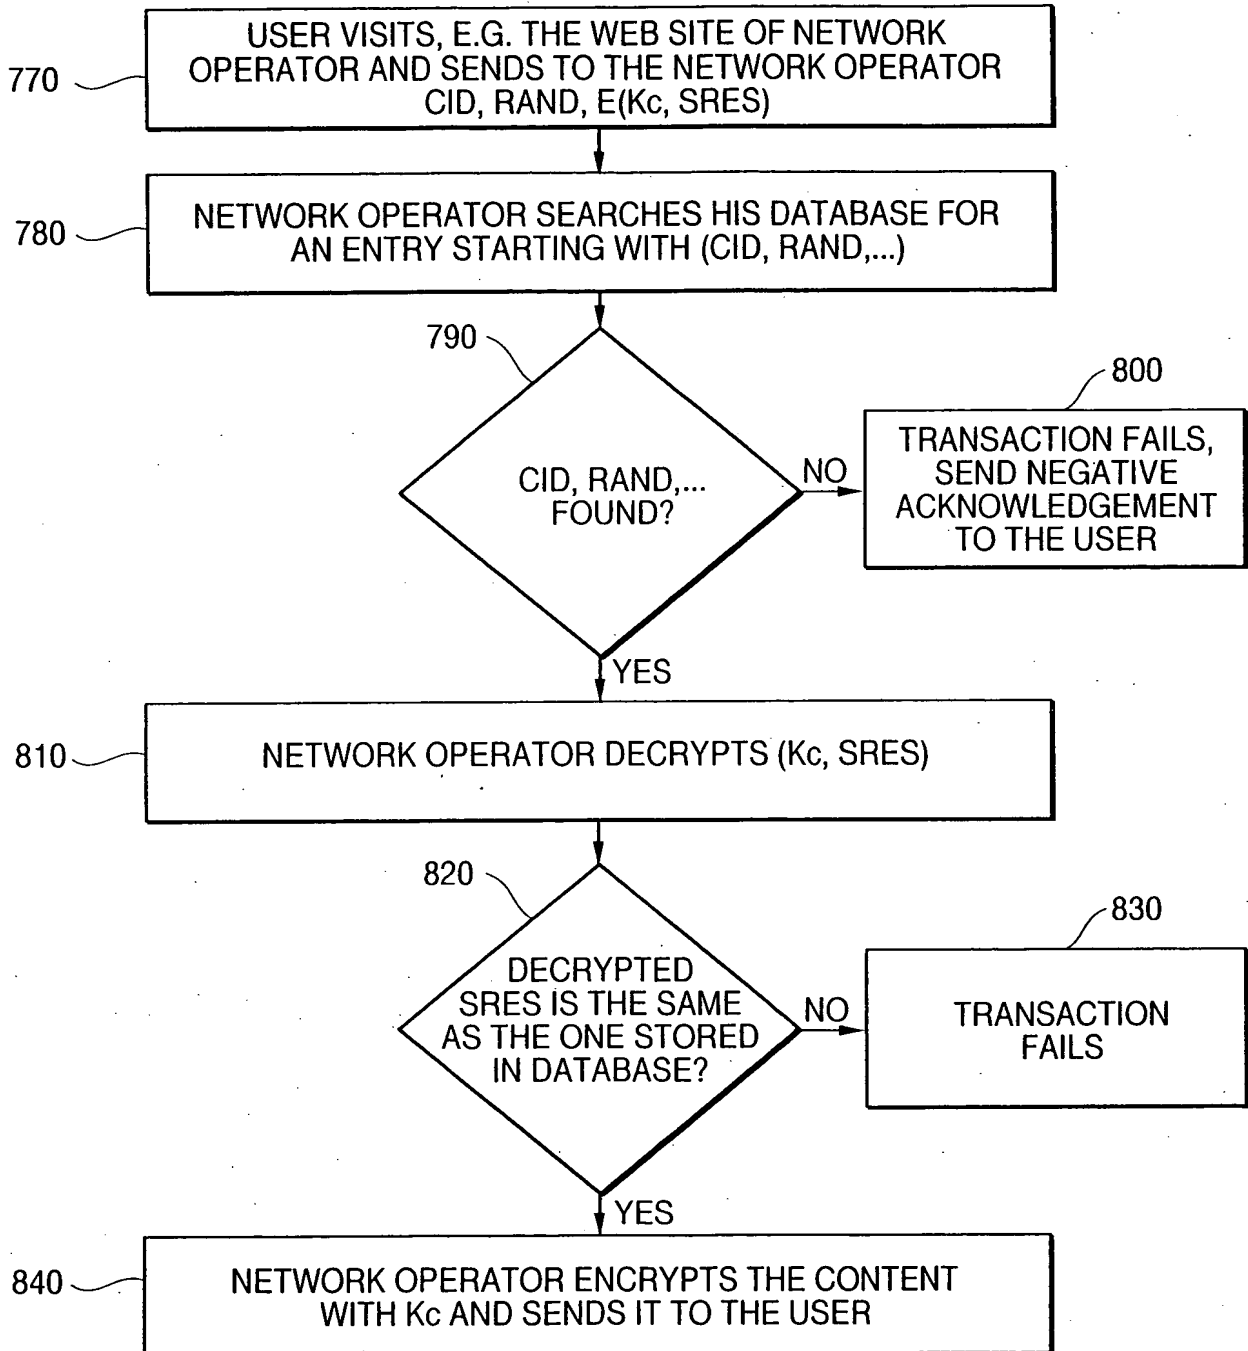 USER VISITS, E.G. THE WEB SITE OF NETWORK
OPERATOR AND SENDS TO THE NETWORK OPERATOR
CID, RAND, E(Kc, SRES)
770
NETWORK OPERATOR SEARCHES HIS DATABASE FOR
AN ENTRY STARTING WITH (CID, RAND,...)
780
790
CID, RAND,...
FOUND?
NO
800
TRANSACTION FAILS,
SEND NEGATIVE
ACKNOWLEDGEMENT
TO THE USER
YES
810
NETWORK OPERATOR DECRYPTS (Kc, SRES)
820
DECRYPTED
SRES IS THE SAME
AS THE ONE STORED
IN DATABASE?
NO
830
TRANSACTION
FAILS
YES
840
NETWORK OPERATOR ENCRYPTS THE CONTENT
WITH Kc AND SENDS IT TO THE USER